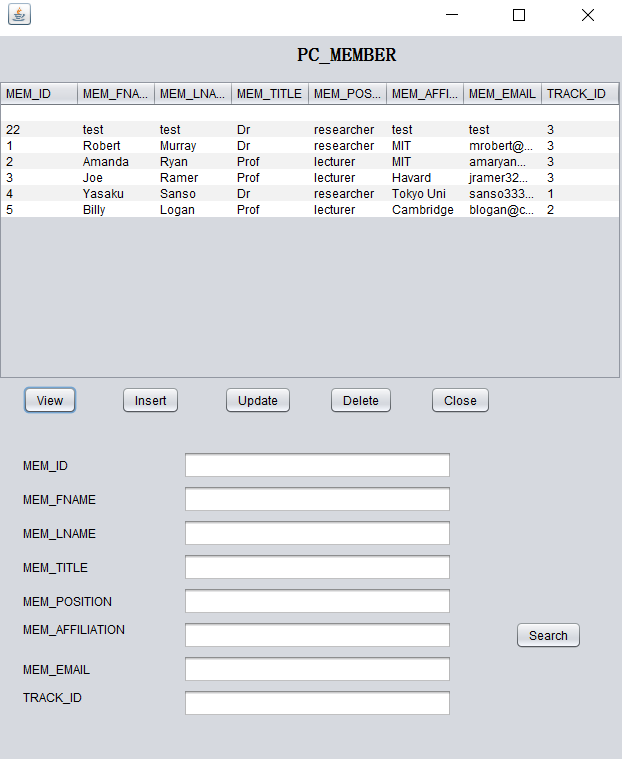 PC_MEMBER
MEM_ID MEM_FNA... MEM_LNA... MEM_TITLE MEM_POS... MEM_AFFI... MEM_EMAIL TRACK_ID
22 test test Dr researcher test test 3
1 Robert Murray Dr researcher MIT mrobert@... 3
2 Amanda Ryan Prof lecturer MIT amaryan... 3
3 Joe Ramer Prof lecturer Havard jramer32... 3
4 Yasaku Sanso Dr researcher Tokyo Uni sanso333... 1
5 Billy Logan Prof lecturer Cambridge blogan@c... 2
View Insert Update Delete Close
MEM_ID
MEM_FNAME
MEM_LNAME
MEM_TITLE
MEM_POSITION
MEM_AFFILIATION
Search
MEM_EMAIL
TRACK_ID